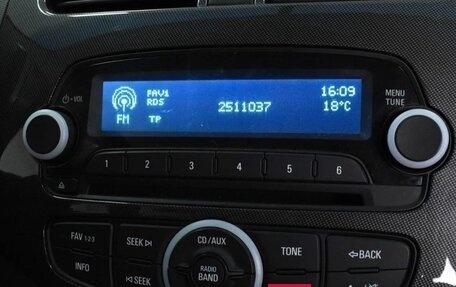 FAV1 16:09
RDS 2511037 18°C
FM TP
VOL MENU
TUNE
1 2 3 4 5 6
FAV 1·2·3 SEEK CD/AUX TONE BACK
INFO SEEK RADIO
BAND